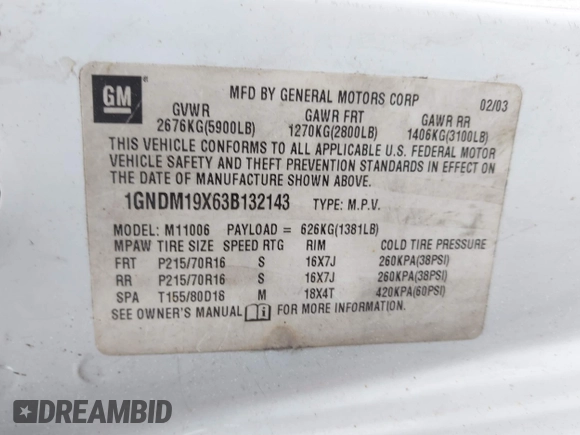 GM
®
MFD BY GENERAL MOTORS CORP 02/03
GVWR GAWR FRT GAWR RR
2676KG(5900LB) 1270KG(2800LB) 1406KG(3100LB)
THIS VEHICLE CONFORMS TO ALL APPLICABLE U.S. FEDERAL MOTOR
VEHICLE SAFETY AND THEFT PREVENTION STANDARDS IN EFFECT ON
THE DATE OF MANUFACTURE SHOWN ABOVE.
1GNDM19X63B132143 TYPE: M.P.V.
MODEL: M11006 PAYLOAD = 626KG(1381LB)
MPAW TIRE SIZE SPEED RTG RIM COLD TIRE PRESSURE
FRT P215/70R16 S 16X7J 260KPA(38PSI)
RR P215/70R16 S 16X7J 260KPA(38PSI)
SPA T155/80D18 M 18X4T 420KPA(60PSI)
SEE OWNER'S MANUAL FOR MORE INFORMATION.
DREAMBID